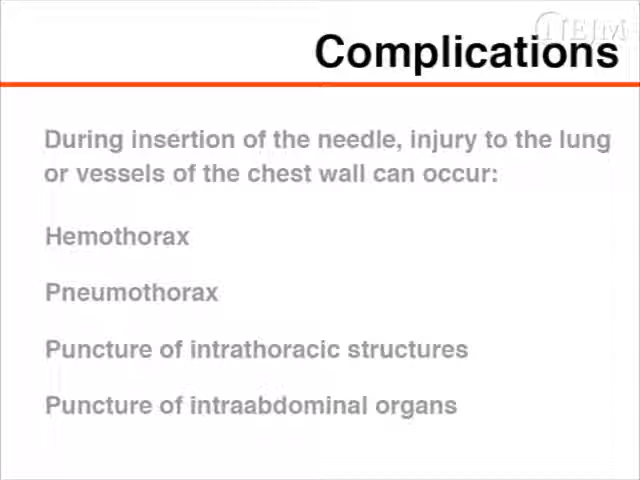 NEJM
Complications
During insertion of the needle, injury to the lung
or vessels of the chest wall can occur:
Hemothorax
Pneumothorax
Puncture of intrathoracic structures
Puncture of intraabdominal organs